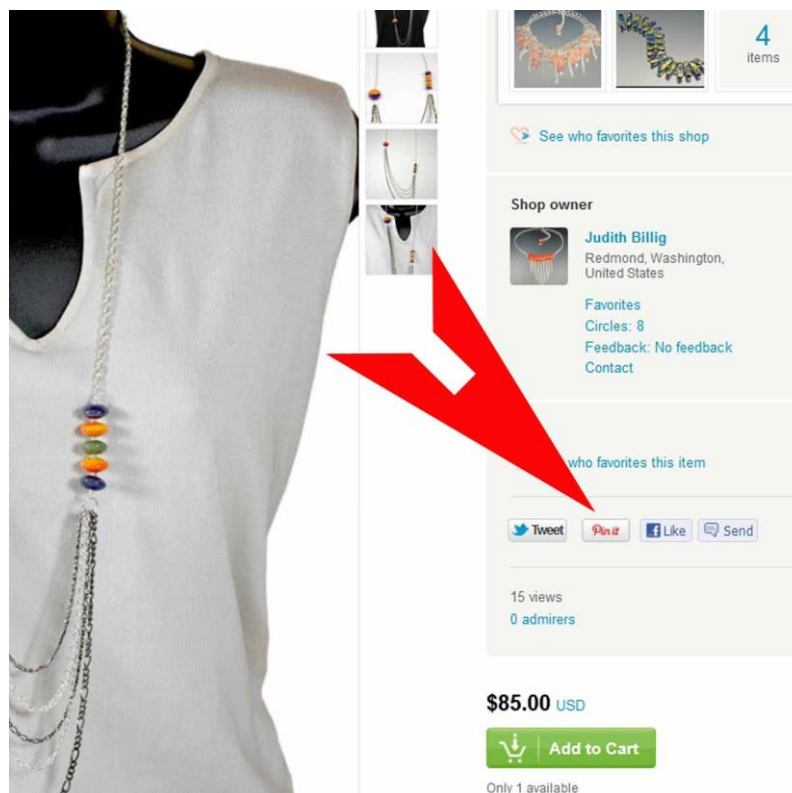 4
items
See who favorites this shop
Shop owner
Judith Billig
Redmond, Washington,
United States
Favorites
Circles: 8
Feedback: No feedback
Contact
who favorites this item
Tweet
Pin it
Like
Send
15 views
0 admirers
$85.00 USD
Add to Cart
Only 1 available